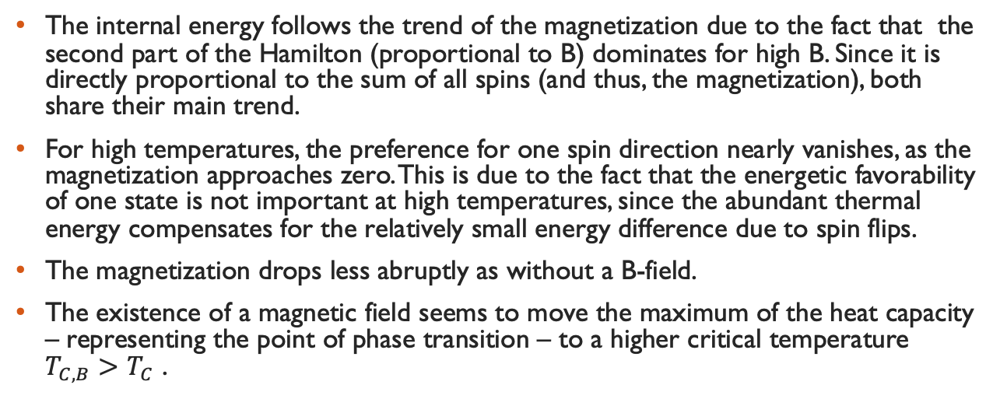 • The internal energy follows the trend of the magnetization due to the fact that the
second part of the Hamilton (proportional to B) dominates for high B. Since it is
directly proportional to the sum of all spins (and thus, the magnetization), both
share their main trend.
• For high temperatures, the preference for one spin direction nearly vanishes, as the
magnetization approaches zero. This is due to the fact that the energetic favorability
of one state is not important at high temperatures, since the abundant thermal
energy compensates for the relatively small energy difference due to spin flips.
• The magnetization drops less abruptly as without a B-field.
• The existence of a magnetic field seems to move the maximum of the heat capacity
– representing the point of phase transition – to a higher critical temperature
T_{C,B} > T_C .